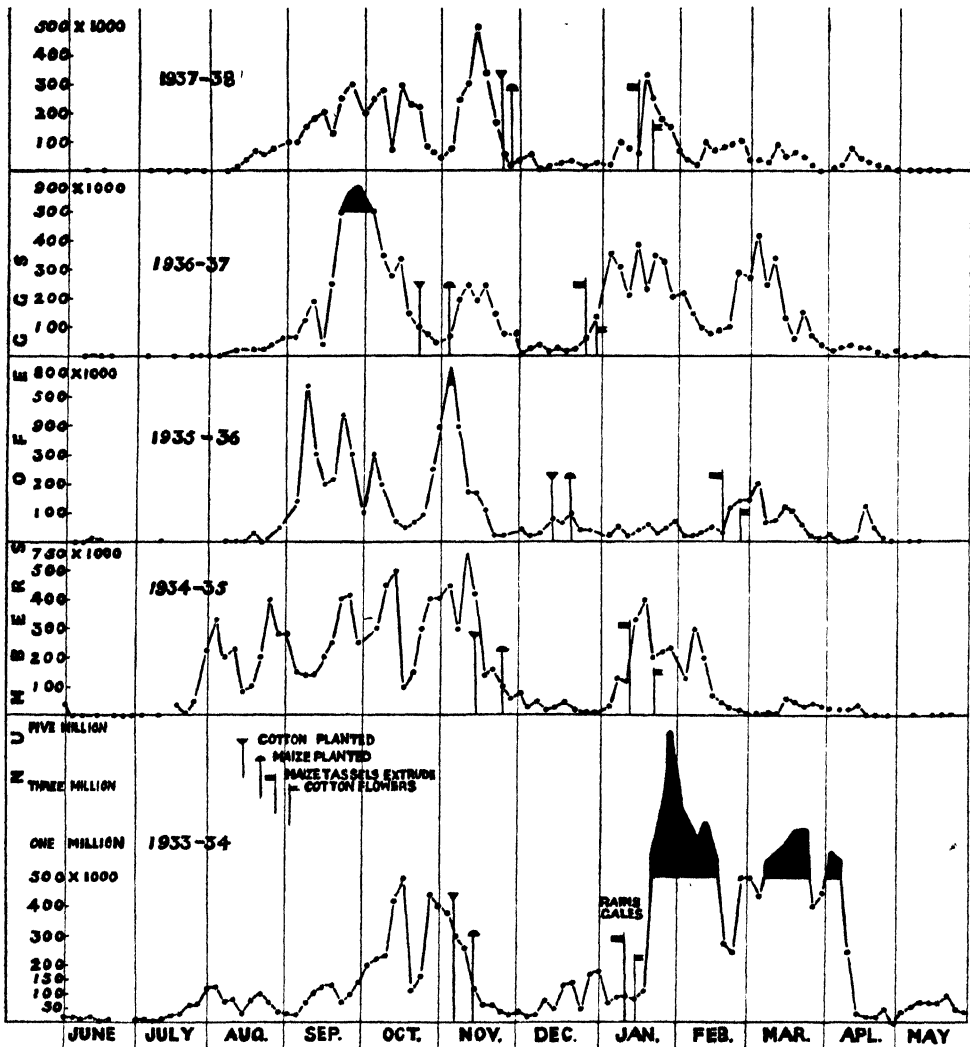 500 X 1000
400
300
200
100
1937-38
900 X 1000
500
400
300
200
100
1936-37
800 X 1000
500
900
300
200
100
1935-36
750 X 1000
500
400
300
200
100
1934-35
FIVE MILLION
THREE MILLION
ONE MILLION
500 X 1000
400
300
200
150
100
50
1933-34
COTTON PLANTED
MAIZE PLANTED
MAIZE TASSELS EXTRUDE
COTTON FLOWERS
RAINS
GALES
NUMBERS OF EGGS
JUNE JULY AUG. SEP. OCT. NOV. DEC. JAN. FEB. MAR. APL. MAY